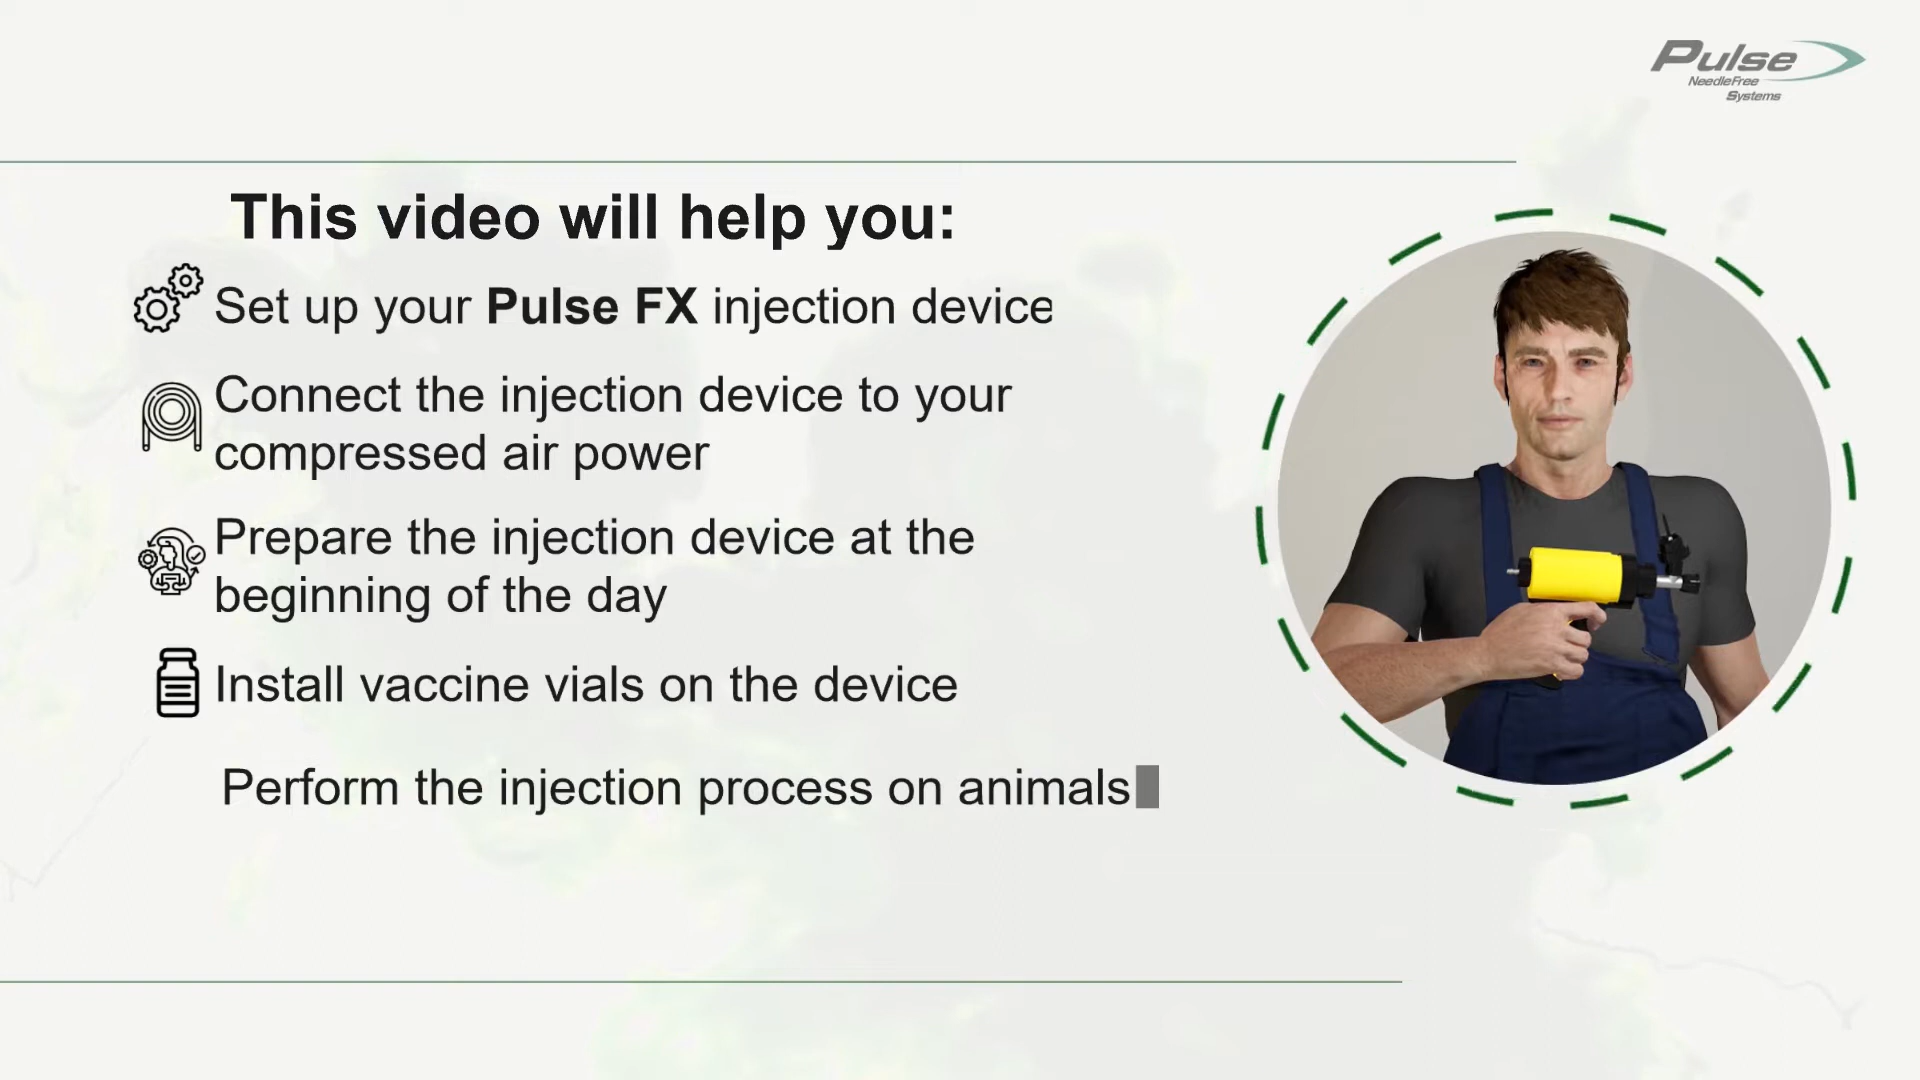 Pulse
NeedleFree
Systems
This video will help you:
Set up your Pulse FX injection device
Connect the injection device to your
compressed air power
Prepare the injection device at the
beginning of the day
Install vaccine vials on the device
Perform the injection process on animals